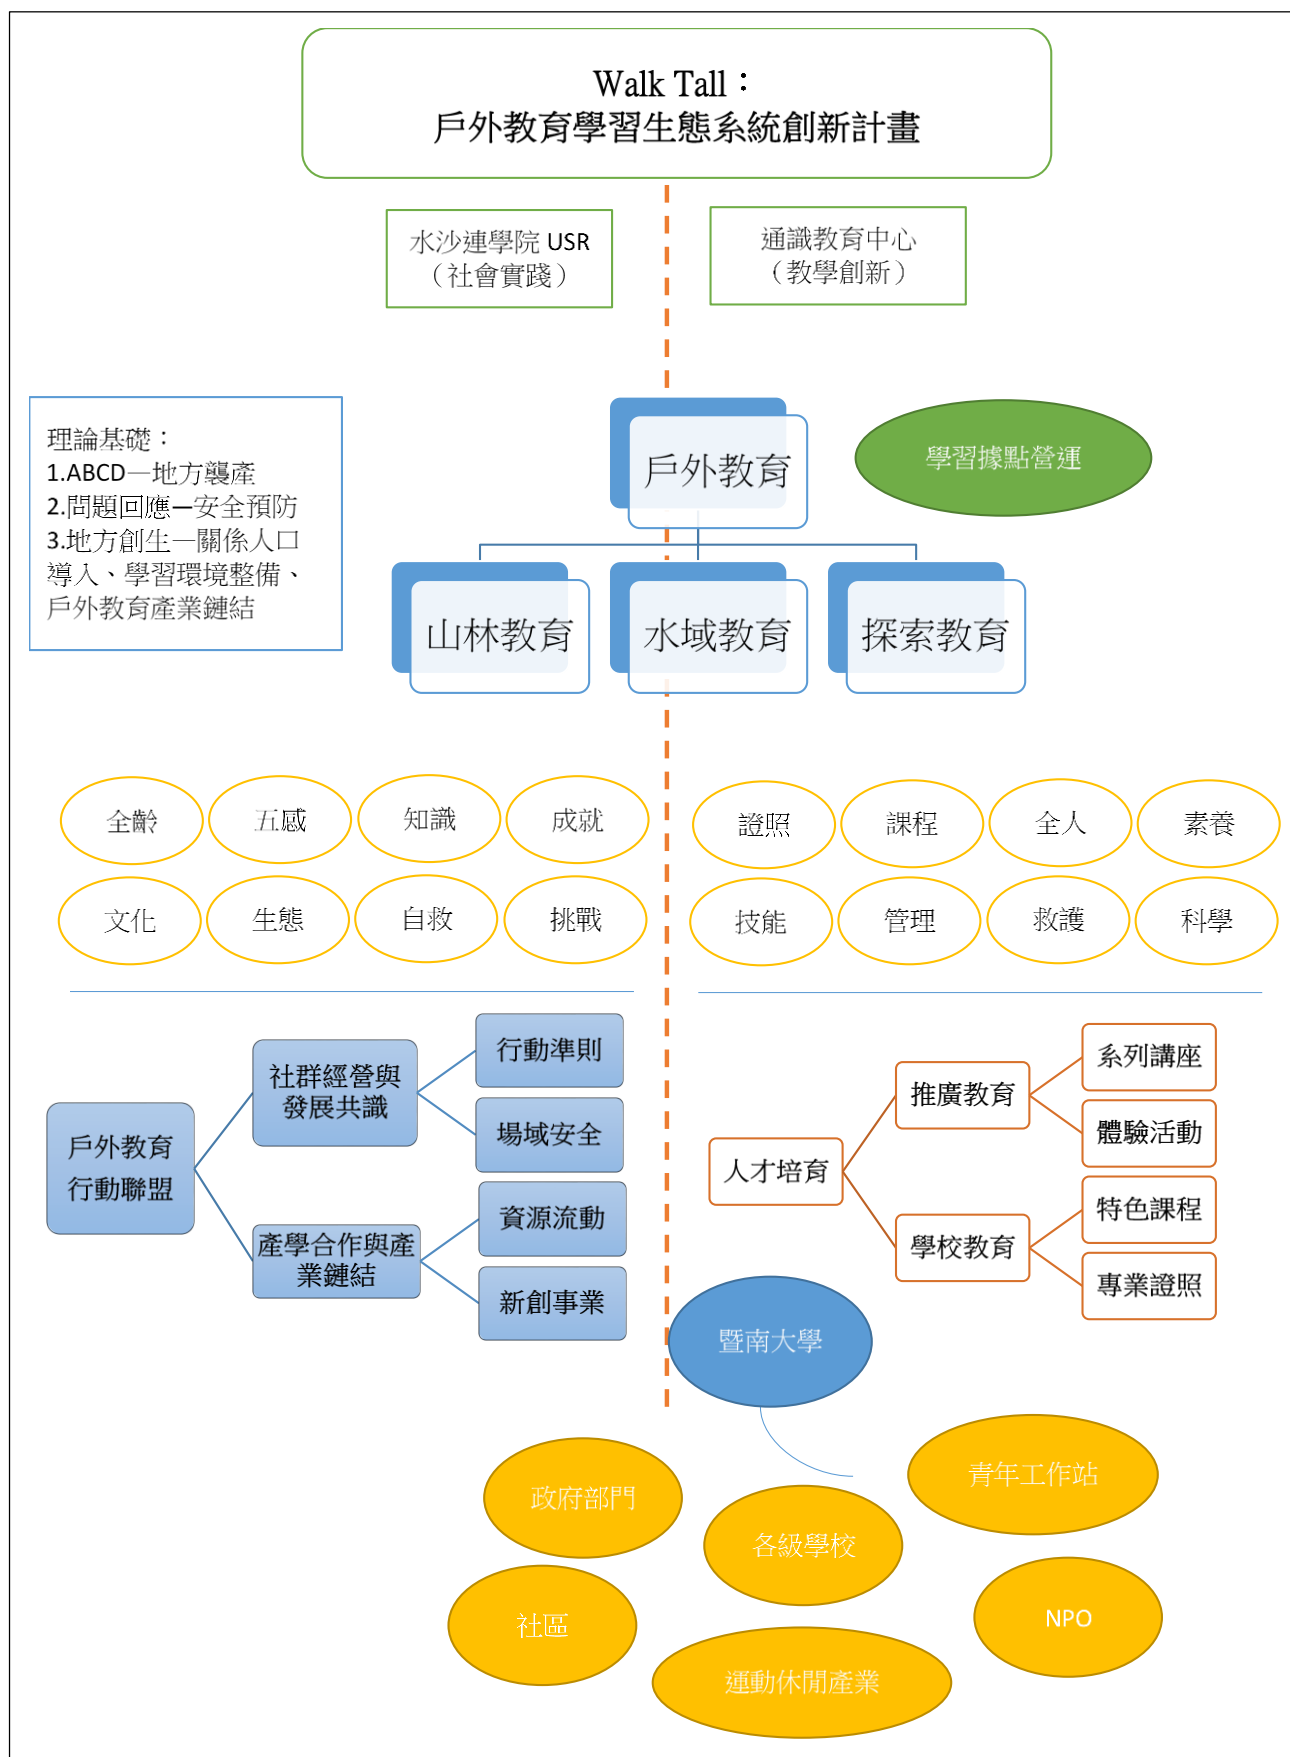 Walk Tall：
戶外教育學習生態系統創新計畫
水沙連學院 USR
（社會實踐）
通識教育中心
（教學創新）
理論基礎：
1.ABCD—地方襲產
2.問題回應—安全預防
3.地方創生—關係人口
導入、學習環境整備、
戶外教育產業鏈結
戶外教育
學習據點營運
山林教育
水域教育
探索教育
全齡
五感
知識
成就
證照
課程
全人
素養
文化
生態
自救
挑戰
技能
管理
救護
科學
戶外教育
行動聯盟
社群經營與
發展共識
行動準則
場域安全
產學合作與產
業鏈結
資源流動
新創事業
人才培育
推廣教育
系列講座
體驗活動
學校教育
特色課程
專業證照
暨南大學
政府部門
各級學校
青年工作站
社區
運動休閒產業
NPO